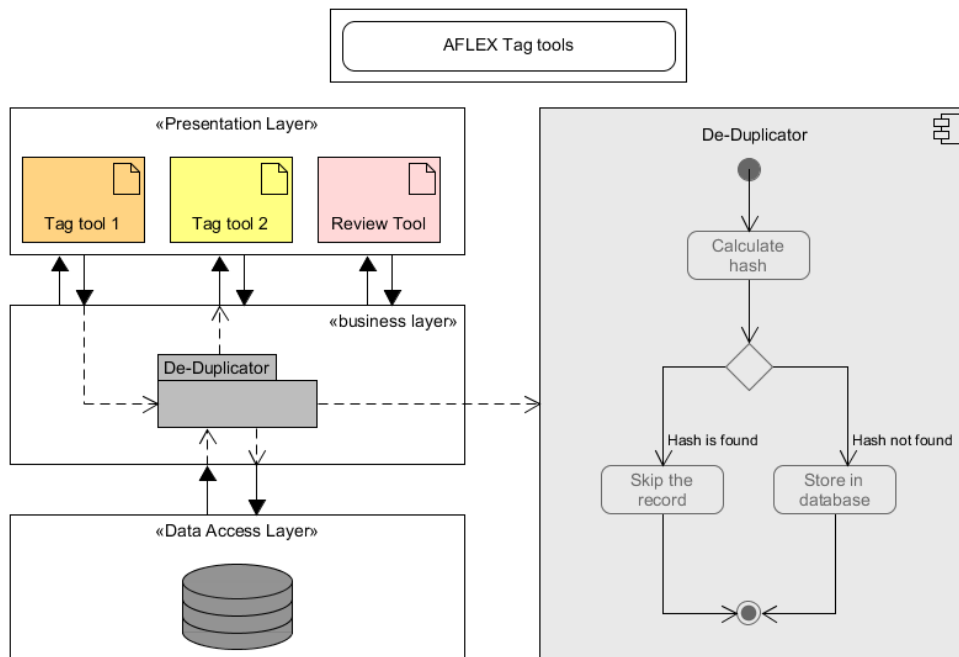 AFLEX Tag tools
«Presentation Layer»
Tag tool 1
Tag tool 2
Review Tool
«business layer»
De-Duplicator
«Data Access Layer»
De-Duplicator
Calculate
hash
Hash is found
Hash not found
Skip the
record
Store in
database